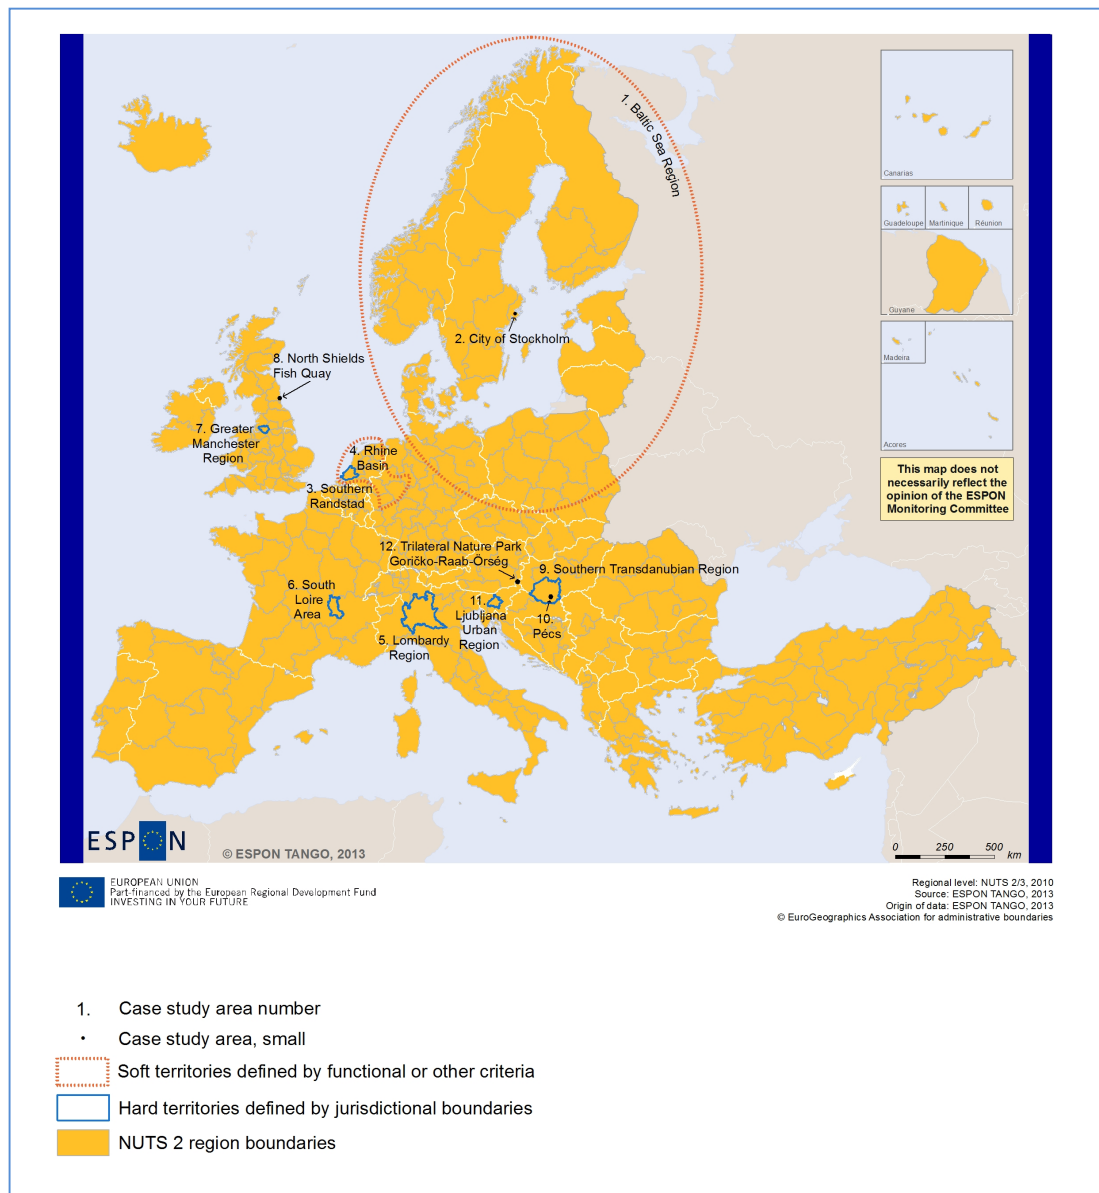 1. Baltic Sea Region
Canarias
Guadeloupe
Martinique
Réunion
Guyane
Madeira
Acores
This map does not
necessarily reflect the
opinion of the ESPON
Monitoring Committee
2. City of Stockholm
8. North Shields
Fish Quay
7. Greater
Manchester
Region
4. Rhine
Basin
3. Southern
Randstad
12. Trilateral Nature Park
Goričko-Raab-Örség
9. Southern Transdanubian Region
6. South
Loire
Area
11.
Ljubljana
Urban
Region
10.
Pécs
5. Lombardy
Region
ESPON
© ESPON TANGO, 2013
0 250 500
km
EUROPEAN UNION
Part-financed by the European Regional Development Fund
INVESTING IN YOUR FUTURE
Regional level: NUTS 2/3, 2010
Source: ESPON TANGO, 2013
Origin of data: ESPON TANGO, 2013
© EuroGeographics Association for administrative boundaries
1. Case study area number
• Case study area, small
Soft territories defined by functional or other criteria
Hard territories defined by jurisdictional boundaries
NUTS 2 region boundaries